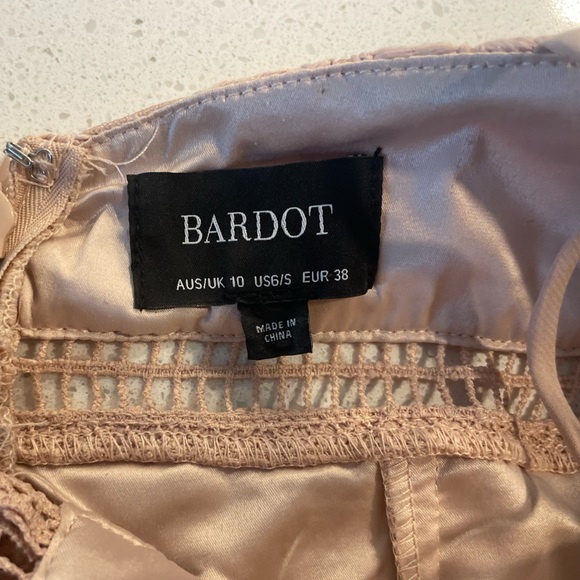 BARDOT
AUS/UK 10 US6/S EUR 38
MADE IN
CHINA